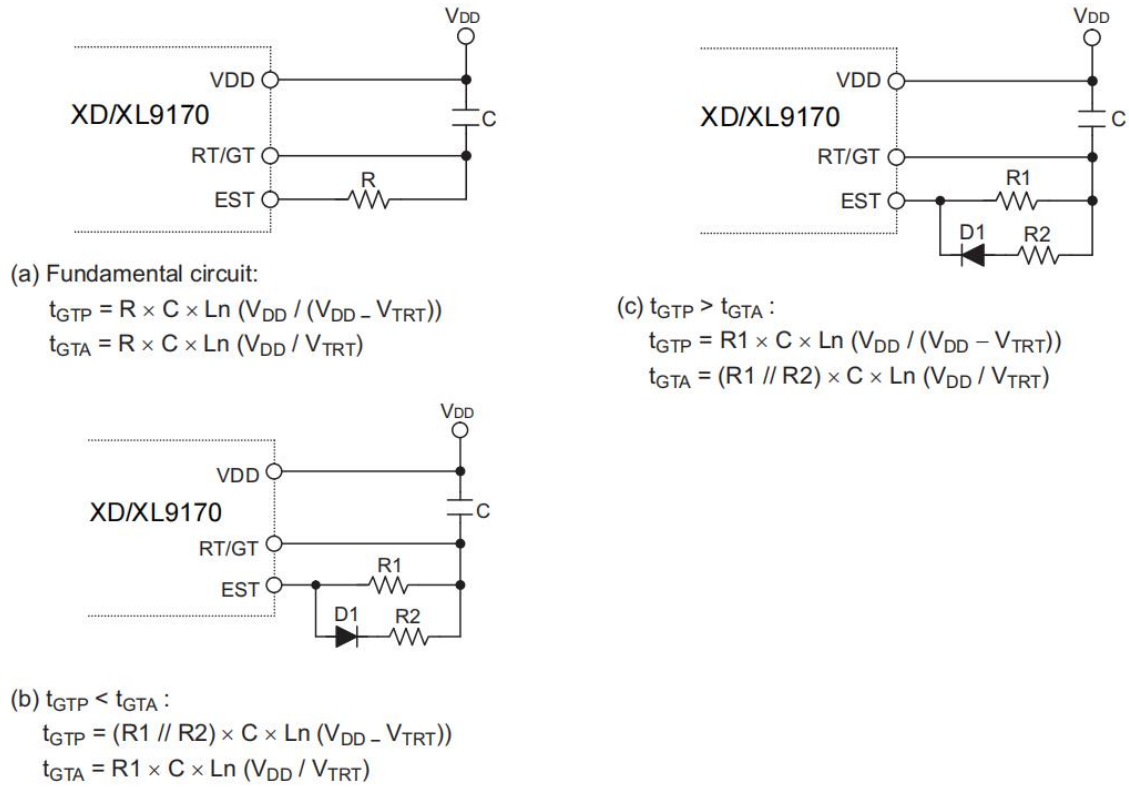 VDD
VDD
XD/XL9170
C
RT/GT
R
EST
(a) Fundamental circuit:
tGTP = R × C × Ln (VDD / (VDD – VTRT))
tGTA = R × C × Ln (VDD / VTRT)
VDD
VDD
XD/XL9170
C
RT/GT
R1
EST
D1 R2
(b) tGTP < tGTA :
tGTP = (R1 // R2) × C × Ln (VDD – VTRT))
tGTA = R1 × C × Ln (VDD / VTRT)
VDD
VDD
XD/XL9170
C
RT/GT
R1
EST
D1 R2
(c) tGTP > tGTA :
tGTP = R1 × C × Ln (VDD / (VDD − VTRT))
tGTA = (R1 // R2) × C × Ln (VDD / VTRT)